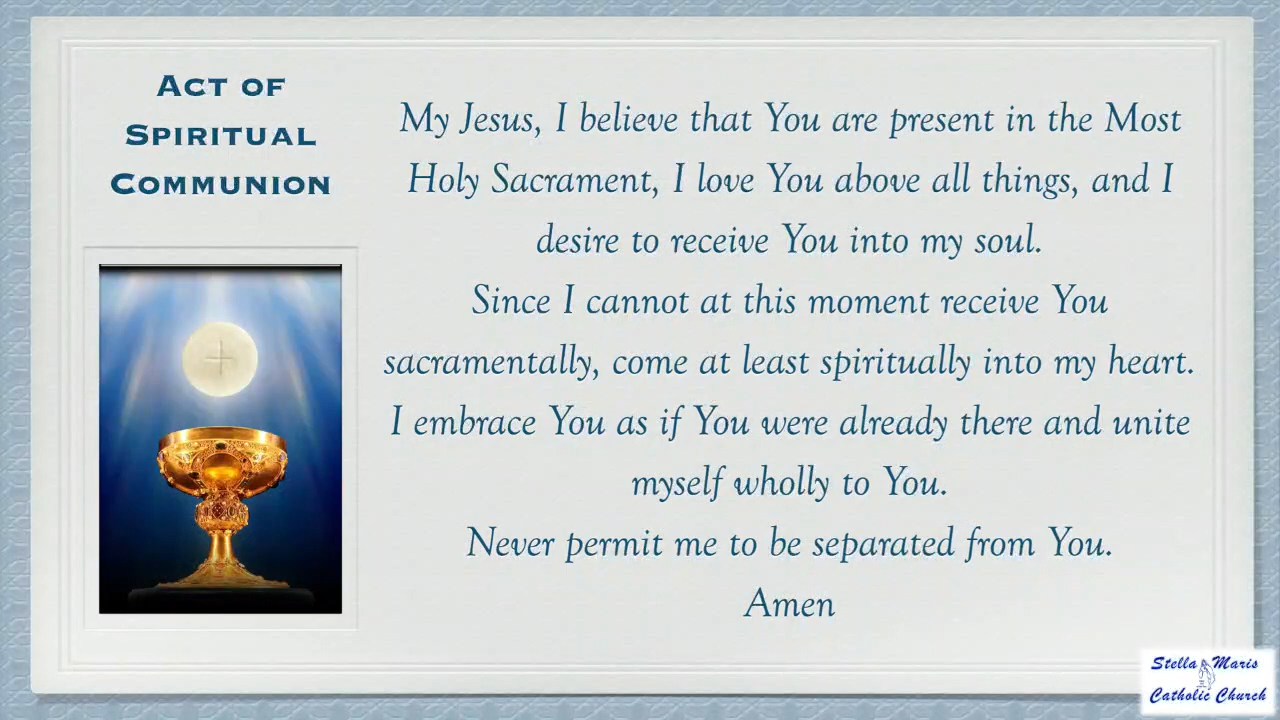 Act of
Spiritual
Communion
My Jesus, I believe that You are present in the Most
Holy Sacrament, I love You above all things, and I
desire to receive You into my soul.
Since I cannot at this moment receive You
sacramentally, come at least spiritually into my heart.
I embrace You as if You were already there and unite
myself wholly to You.
Never permit me to be separated from You.
Amen
Stella Maris
Catholic Church